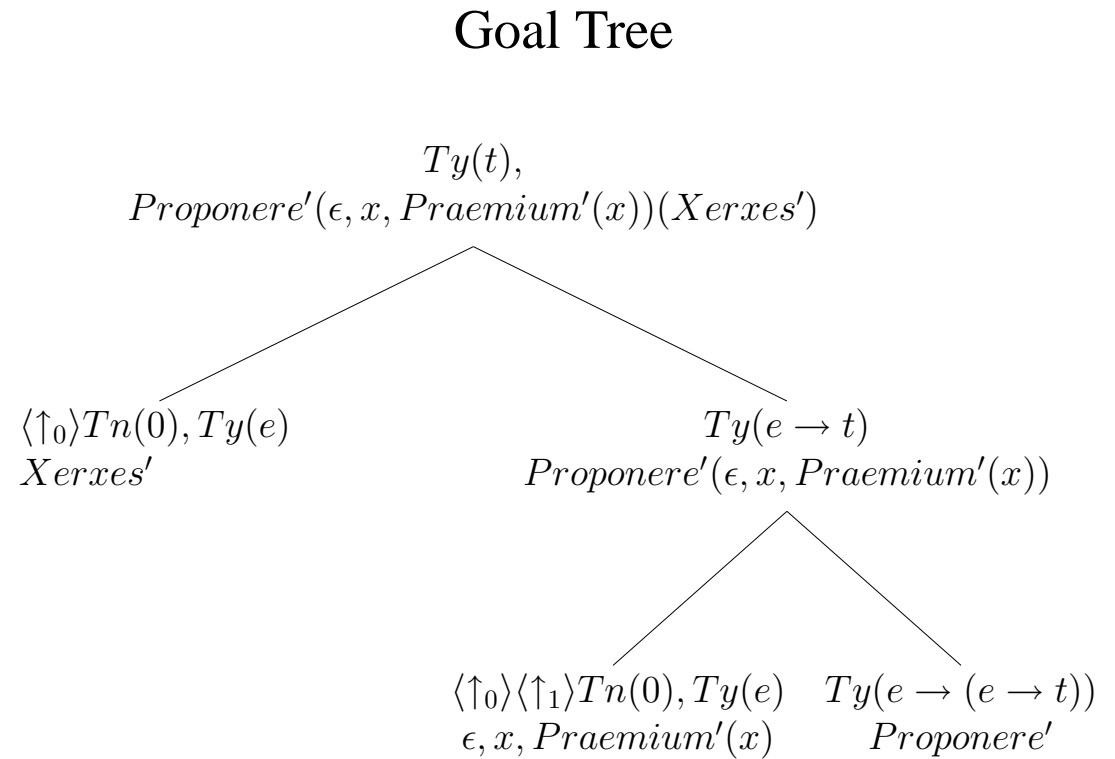 Goal Tree
Ty(t),
Proponere′(ϵ, x, Praemium′(x))(Xerxes′)
⟨↑₀⟩Tn(0), Ty(e)
Xerxes′
Ty(e → t)
Proponere′(ϵ, x, Praemium′(x))
⟨↑₀⟩⟨↑₁⟩Tn(0), Ty(e)
ϵ, x, Praemium′(x)
Ty(e → (e → t))
Proponere′